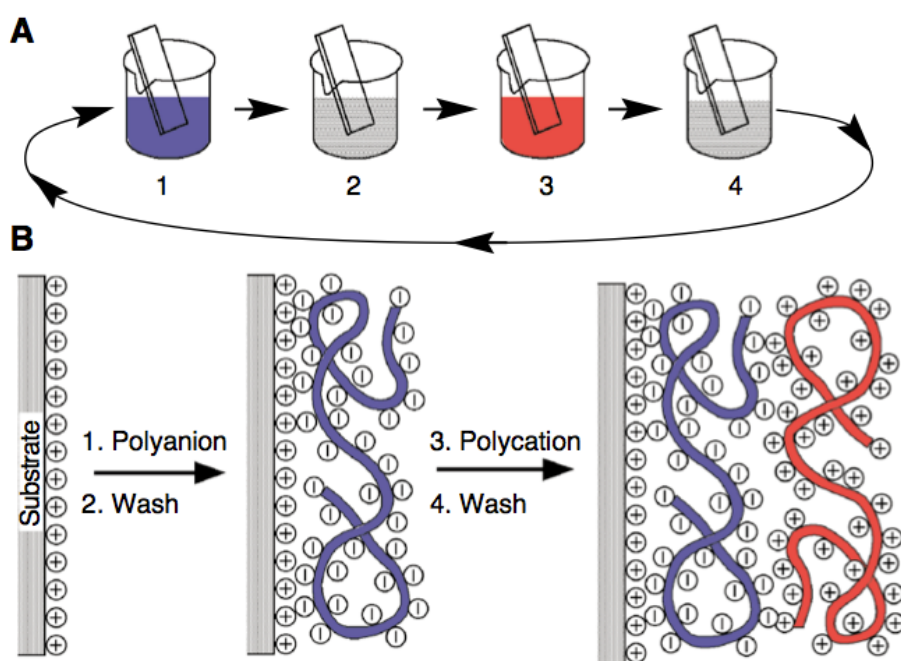 A
1 2 3 4
B
Substrate
1. Polyanion
2. Wash
3. Polycation
4. Wash